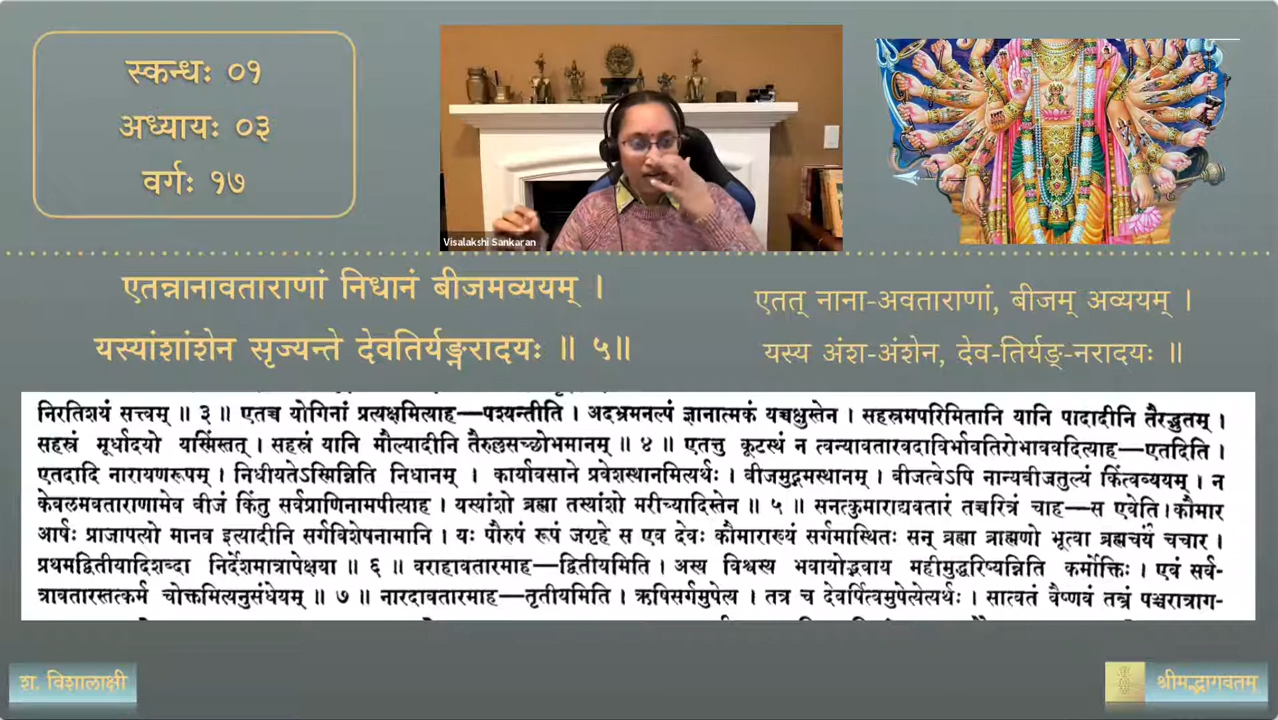 स्कन्धः ०१
अध्यायः ०३
वर्गः १७
Visalakshi Sankaran
एतन्नानावताराणां निधानं बीजमव्ययम् ।
यस्यांशांशेन सृज्यन्ते देवतिर्यङ्नरादयः ॥ ५॥
एतत् नाना-अवताराणां, बीजम् अव्ययम् ।
यस्य अंश-अंशेन, देव-तिर्यङ्-नरादयः ॥
निरतिशयं सत्त्वम् ॥ ३ ॥ एतच्च योगिनां प्रत्यक्षमित्याह—पश्यन्तीति । अदभ्रमनल्पं ज्ञानात्मकं यच्चक्षुस्तेन । सहस्रमपरिमितानि यानि पादादीनि तैरद्भुतम् ।
सहस्रं मूर्धादयो यस्मिंस्तत् । सहस्रं यानि मौल्यादीनि तैरुल्लसच्छोभमानम् ॥ ४ ॥ एतत्तु कूटस्थं न त्वन्यावतारवदाविर्भावतिरोभाववदित्याह—एतदिति ।
एतदादि नारायणरूपम् । निधीयतेऽस्मिन्निति निधानम् । कार्यावसाने प्रवेशस्थानमित्यर्थः । बीजमुद्गमस्थानम् । बीजत्वेऽपि नान्यबीजतुल्यं किंत्वव्ययम् । न
केवलमवताराणामेव बीजं किंतु सर्वप्राणिनामपीत्याह । यस्यांशो ब्रह्मा तस्यांशो मरीच्यादिस्तेन ॥ ५ ॥ सनत्कुमाराद्यवतारं तच्चरित्रं चाह—स एवेति । कौमार
आर्षः प्राजापत्यो मानव इत्यादीनि सर्गविशेषनामानि । यः पौरुषं रूपं जगृहे स एव देवः कौमाराख्यं सर्गमास्थितः सन् ब्रह्मा ब्राह्मणो भूत्वा ब्रह्मचर्यं चचार ।
प्रथमद्वितीयादिशब्दा निर्देशमात्रापेक्षया ॥ ६ ॥ वराहावतारमाह—द्वितीयमिति । अस्य विश्वस्य भवायोद्भवाय महीमुद्धरिष्यन्निति कर्मोक्तिः । एवं सर्व-
त्रावतारस्तत्कर्म चोक्तमित्यनुसंधेयम् ॥ ७ ॥ नारदावतारमाह—तृतीयमिति । ऋषिसर्गमुपेत्य । तत्र च देवर्षित्वमुपेत्येत्यर्थः । सात्वतं वैष्णवं तन्त्रं पञ्चरात्राग-
श. विशालाक्षी
श्रीमद्भागवतम्